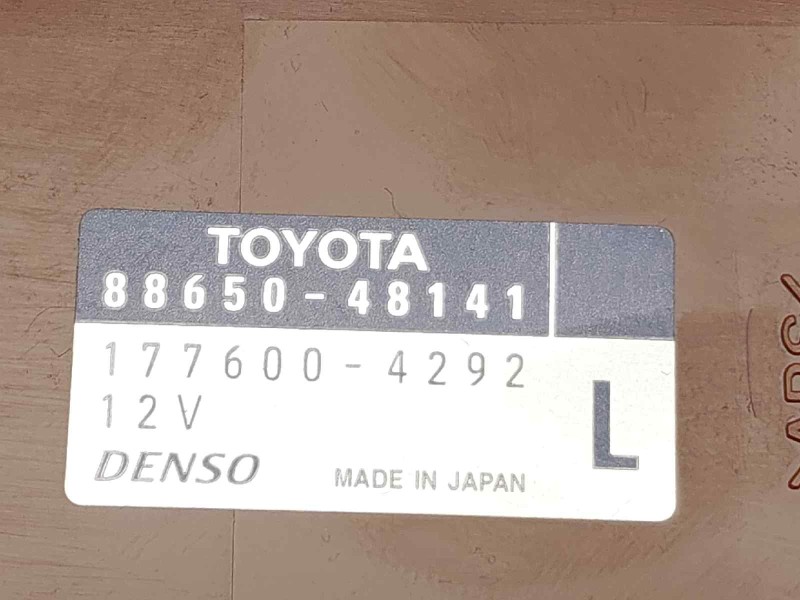 TOYOTA
88650-48141
177600-4292
12V
L
DENSO
MADE IN JAPAN